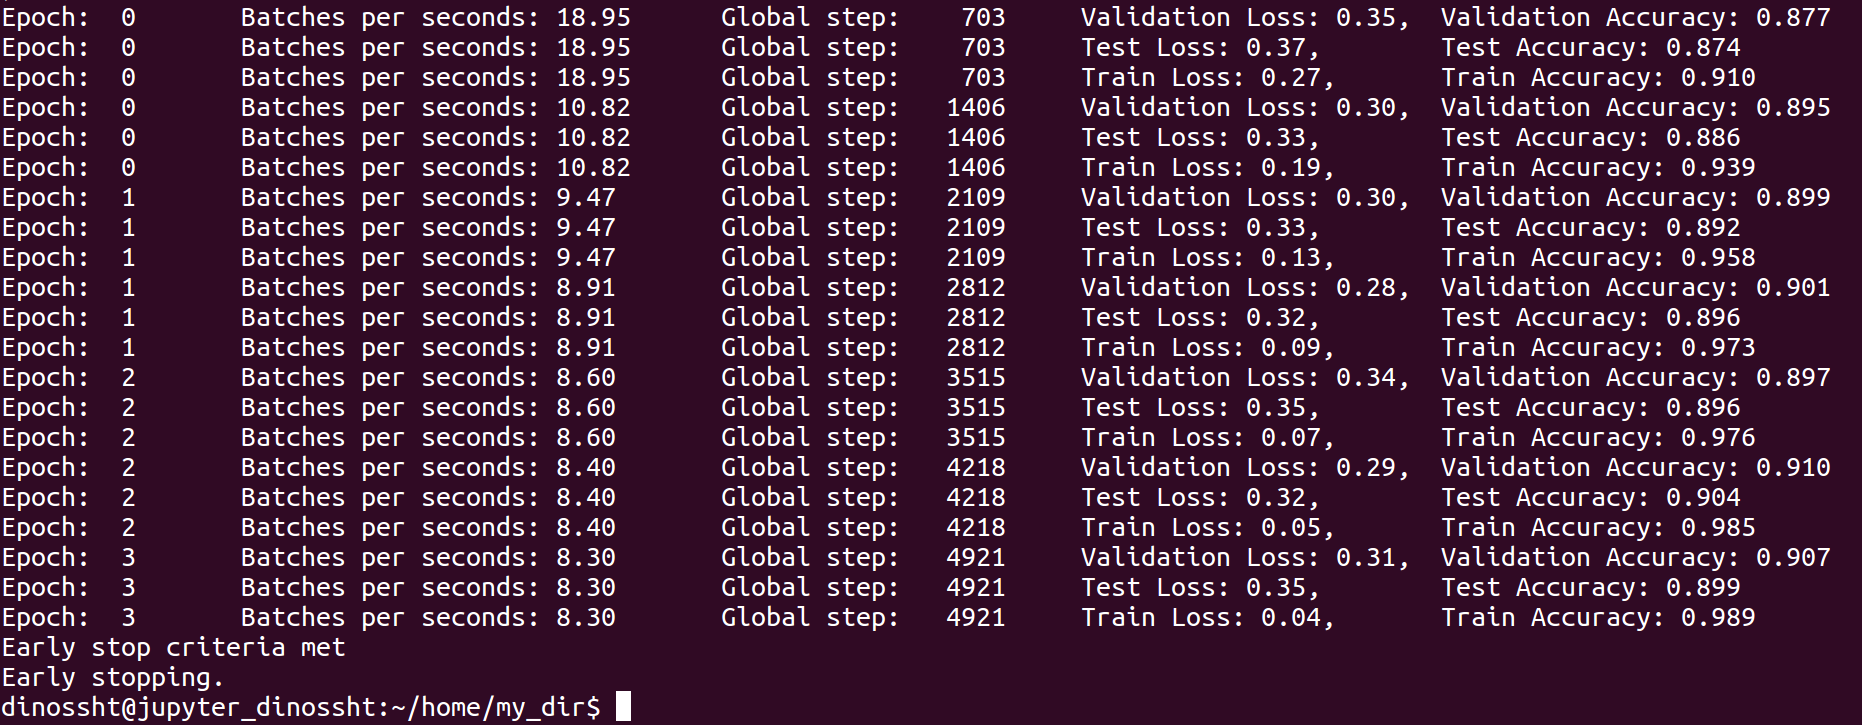 Epoch:  0       Batches per seconds: 18.95      Global step:    703     Validation Loss: 0.35,  Validation Accuracy: 0.877
Epoch:  0       Batches per seconds: 18.95      Global step:    703     Test Loss: 0.37,        Test Accuracy: 0.874
Epoch:  0       Batches per seconds: 18.95      Global step:    703     Train Loss: 0.27,       Train Accuracy: 0.910
Epoch:  0       Batches per seconds: 10.82      Global step:   1406     Validation Loss: 0.30,  Validation Accuracy: 0.895
Epoch:  0       Batches per seconds: 10.82      Global step:   1406     Test Loss: 0.33,        Test Accuracy: 0.886
Epoch:  0       Batches per seconds: 10.82      Global step:   1406     Train Loss: 0.19,       Train Accuracy: 0.939
Epoch:  1       Batches per seconds: 9.47       Global step:   2109     Validation Loss: 0.30,  Validation Accuracy: 0.899
Epoch:  1       Batches per seconds: 9.47       Global step:   2109     Test Loss: 0.33,        Test Accuracy: 0.892
Epoch:  1       Batches per seconds: 9.47       Global step:   2109     Train Loss: 0.13,       Train Accuracy: 0.958
Epoch:  1       Batches per seconds: 8.91       Global step:   2812     Validation Loss: 0.28,  Validation Accuracy: 0.901
Epoch:  1       Batches per seconds: 8.91       Global step:   2812     Test Loss: 0.32,        Test Accuracy: 0.896
Epoch:  1       Batches per seconds: 8.91       Global step:   2812     Train Loss: 0.09,       Train Accuracy: 0.973
Epoch:  2       Batches per seconds: 8.60       Global step:   3515     Validation Loss: 0.34,  Validation Accuracy: 0.897
Epoch:  2       Batches per seconds: 8.60       Global step:   3515     Test Loss: 0.35,        Test Accuracy: 0.896
Epoch:  2       Batches per seconds: 8.60       Global step:   3515     Train Loss: 0.07,       Train Accuracy: 0.976
Epoch:  2       Batches per seconds: 8.40       Global step:   4218     Validation Loss: 0.29,  Validation Accuracy: 0.910
Epoch:  2       Batches per seconds: 8.40       Global step:   4218     Test Loss: 0.32,        Test Accuracy: 0.904
Epoch:  2       Batches per seconds: 8.40       Global step:   4218     Train Loss: 0.05,       Train Accuracy: 0.985
Epoch:  3       Batches per seconds: 8.30       Global step:   4921     Validation Loss: 0.31,  Validation Accuracy: 0.907
Epoch:  3       Batches per seconds: 8.30       Global step:   4921     Test Loss: 0.35,        Test Accuracy: 0.899
Epoch:  3       Batches per seconds: 8.30       Global step:   4921     Train Loss: 0.04,       Train Accuracy: 0.989
Early stop criteria met
Early stopping.
dinossht@jupyter_dinossht:~/home/my_dir$